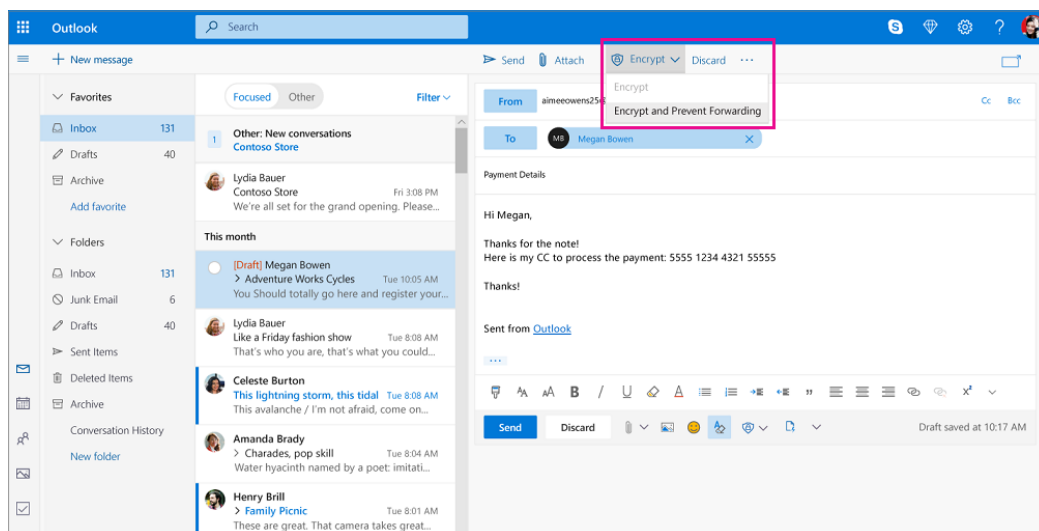 Outlook
Search
New message
Send
Attach
Encrypt
Discard
Encrypt
Encrypt and Prevent Forwarding
Favorites
Inbox 131
Drafts 40
Archive
Add favorite
Folders
Inbox 131
Junk Email 6
Drafts 40
Sent Items
Deleted Items
Archive
Conversation History
New folder
Focused Other Filter
1
Other: New conversations
Contoso Store
Lydia Bauer
Contoso Store Fri 3:08 PM
We're all set for the grand opening. Please...
This month
[Draft] Megan Bowen
> Adventure Works Cycles Tue 10:05 AM
You Should totally go here and register your...
Lydia Bauer
Like a Friday fashion show Tue 8:08 AM
That's who you are, that's what you could...
Celeste Burton
This lightning storm, this tidal Tue 8:08 AM
This avalanche / I'm not afraid, come on...
Amanda Brady
> Charades, pop skill Tue 8:04 AM
Water hyacinth named by a poet: imitati...
Henry Brill
> Family Picnic Tue 8:01 AM
These are great. That camera takes great...
From aimeeowens25@
Cc Bcc
To MB Megan Bowen
Payment Details
Hi Megan,
Thanks for the note!
Here is my CC to process the payment: 5555 1234 4321 55555
Thanks!
Sent from Outlook
Send Discard
Draft saved at 10:17 AM